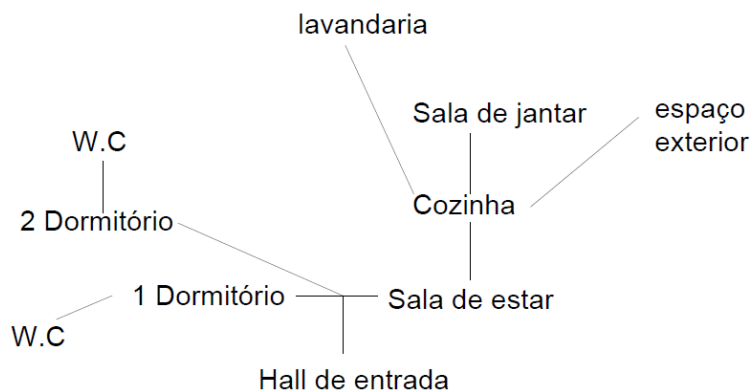 lavandaria
Sala de jantar
espaço
exterior
W.C
Cozinha
2 Dormitório
1 Dormitório
Sala de estar
W.C
Hall de entrada